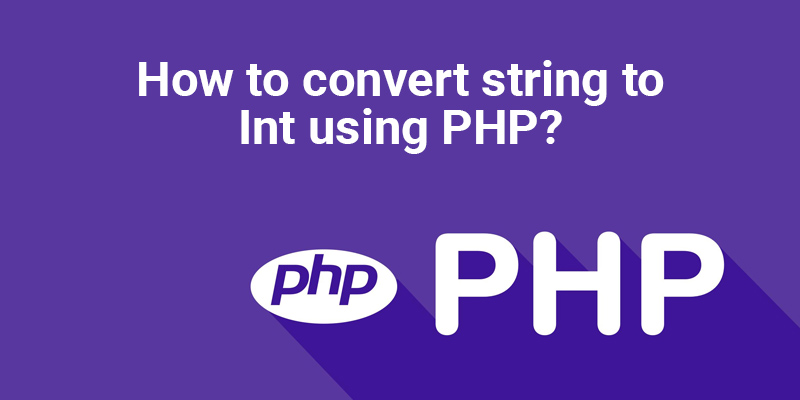 How to convert string to
Int using PHP?
php PHP